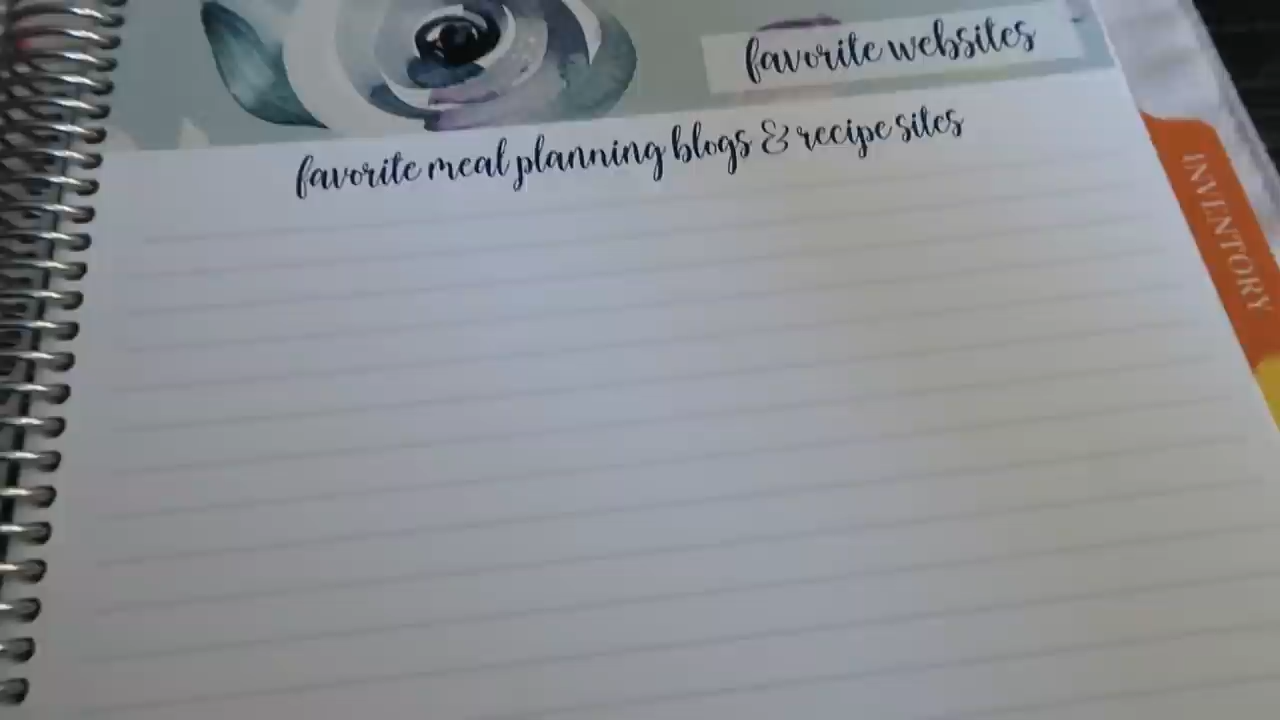 favorite websites
favorite meal planning blogs & recipe sites
INVENTORY